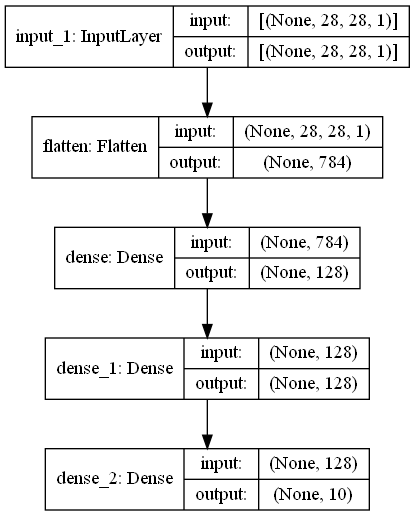 input_1: InputLayer
input: [(None, 28, 28, 1)]
output: [(None, 28, 28, 1)]
flatten: Flatten
input: (None, 28, 28, 1)
output: (None, 784)
dense: Dense
input: (None, 784)
output: (None, 128)
dense_1: Dense
input: (None, 128)
output: (None, 128)
dense_2: Dense
input: (None, 128)
output: (None, 10)